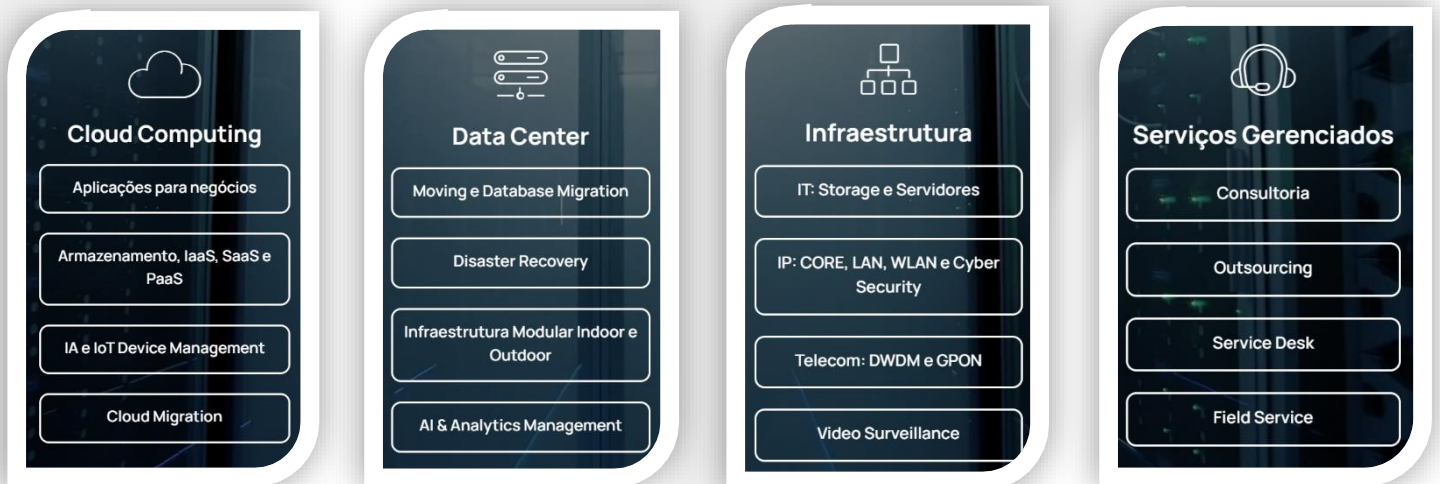 Cloud Computing
Aplicações para negócios
Armazenamento, IaaS, SaaS e
PaaS
IA e IoT Device Management
Cloud Migration
Data Center
Moving e Database Migration
Disaster Recovery
Infraestrutura Modular Indoor e
Outdoor
AI & Analytics Management
Infraestrutura
IT: Storage e Servidores
IP: CORE, LAN, WLAN e Cyber
Security
Telecom: DWDM e GPON
Video Surveillance
Serviços Gerenciados
Consultoria
Outsourcing
Service Desk
Field Service